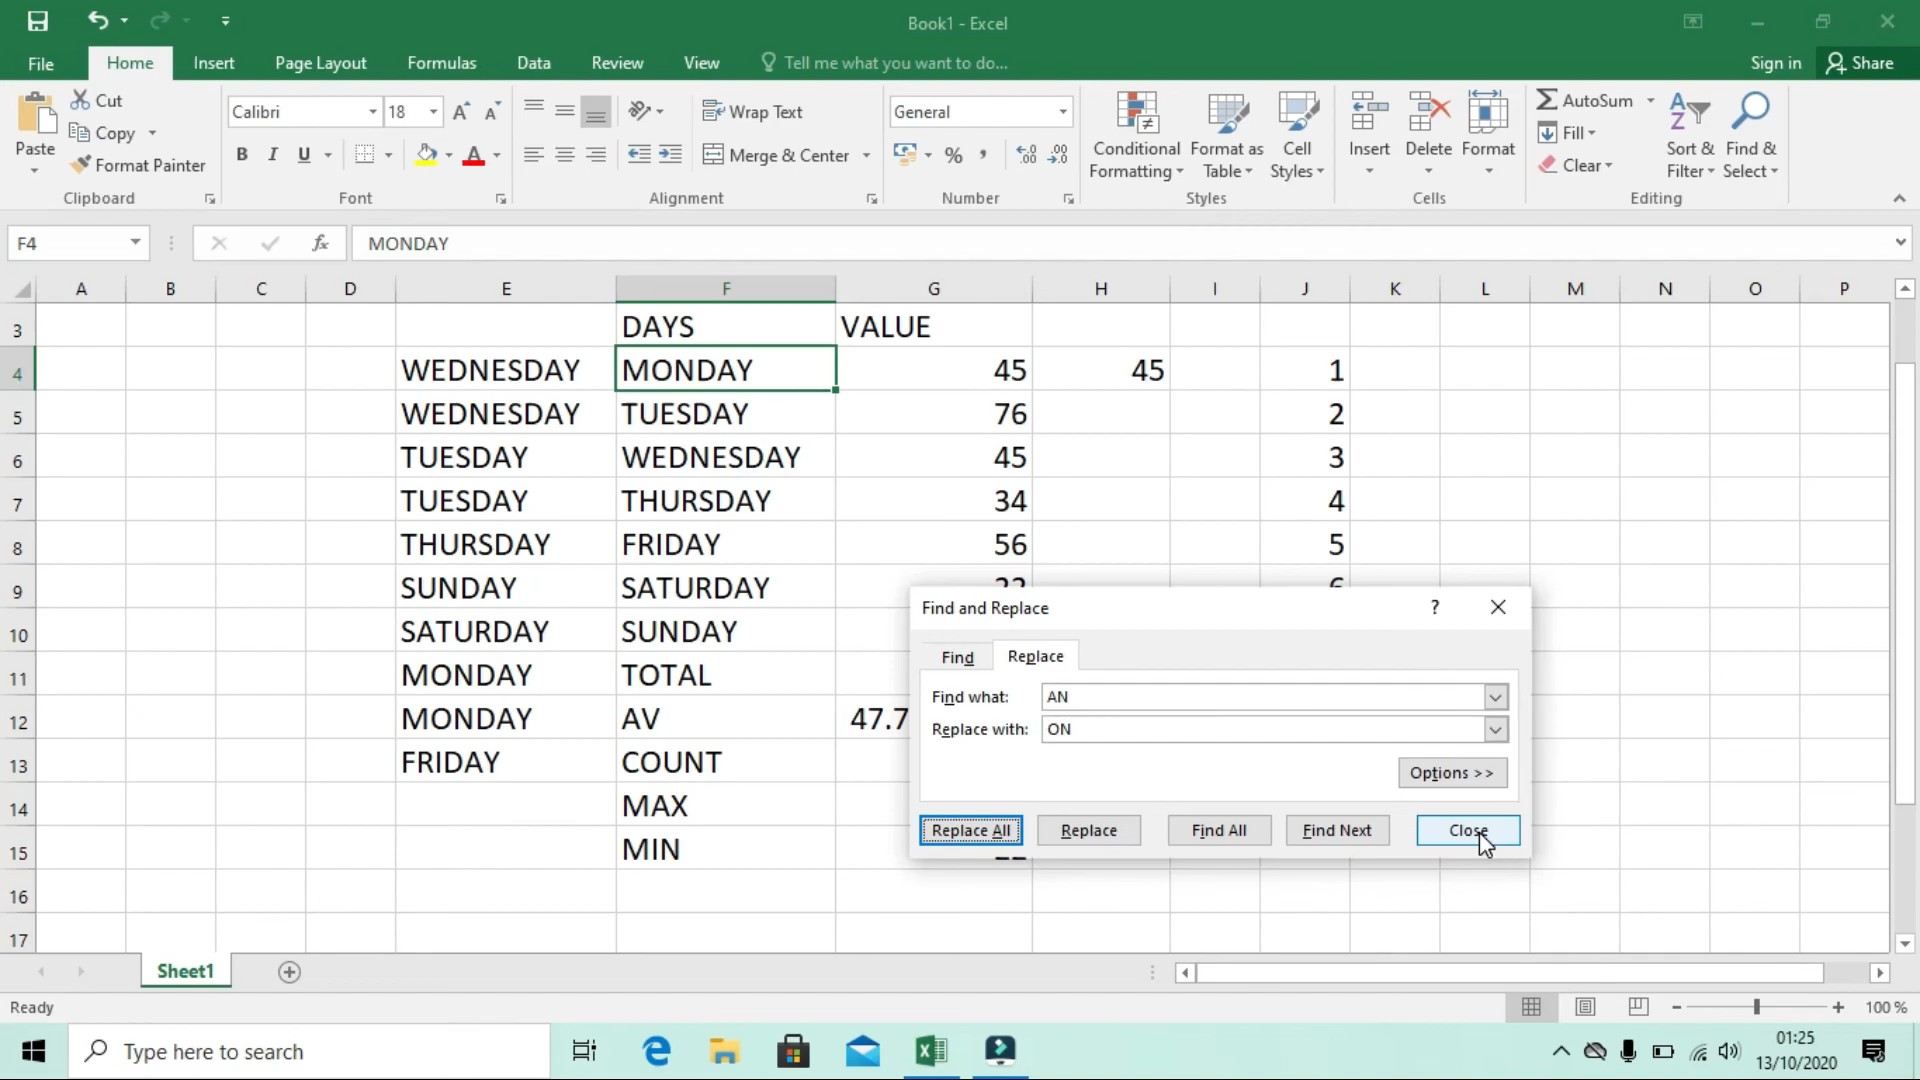 Book1 - Excel
File Home Insert Page Layout Formulas Data Review View Tell me what you want to do... Sign in Share
Paste
Cut
Copy
Format Painter
Clipboard
Calibri 18
B I U A
Font
Wrap Text
Merge & Center
Alignment
General
%
Number
Conditional Formatting
Format as Table
Cell Styles
Styles
Insert Delete Format
Cells
AutoSum
Fill
Clear
Sort & Filter
Find & Select
Editing
F4 fx MONDAY
A B C D E F G H I J K L M N O P
3 DAYS VALUE
4 WEDNESDAY MONDAY 45 45 1
5 WEDNESDAY TUESDAY 76 2
6 TUESDAY WEDNESDAY 45 3
7 TUESDAY THURSDAY 34 4
8 THURSDAY FRIDAY 56 5
9 SUNDAY SATURDAY
10 SATURDAY SUNDAY
11 MONDAY TOTAL
12 MONDAY AV 47.7
13 FRIDAY COUNT
14 MAX
15 MIN
16
17
Find and Replace ?
Find Replace
Find what: AN
Replace with: ON
Options >>
Replace All Replace Find All Find Next Close
Sheet1
Ready 100 %
Type here to search
01:25
13/10/2020